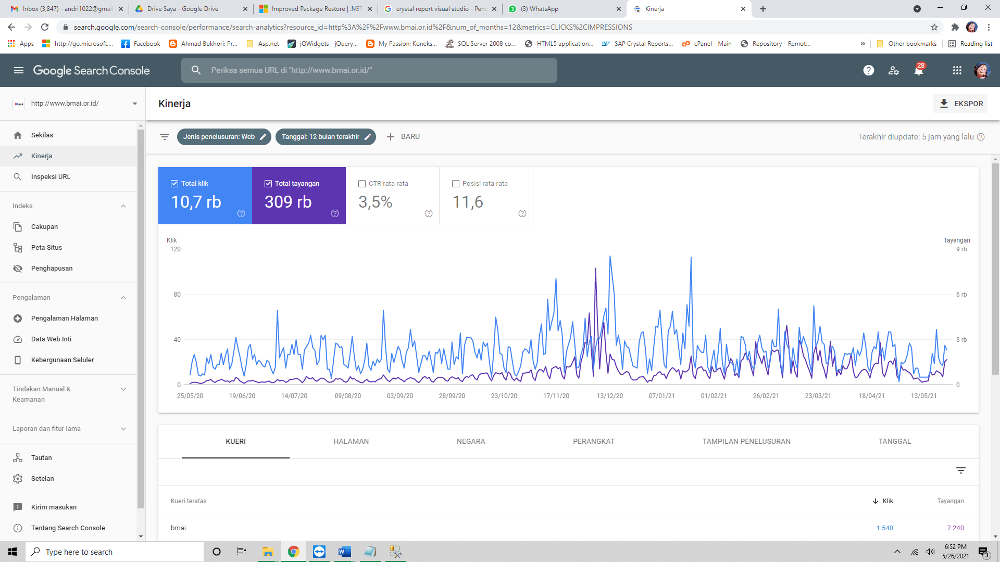 Inbox (3,847) - andri1022@gmail
Drive Saya - Google Drive
Improved Package Restore | .NET
crystal report visual studio - Pene
(3) WhatsApp
Kinerja
search.google.com/search-console/performance/search-analytics?resource_id=http%3A%2F%2Fwww.bmai.or.id%2F&num_of_months=12&metrics=CLICKS%2CIMPRESSIONS
Apps
http://go.microsoft....
Facebook
Ahmad Bukhori: Pr...
Asp.net
jQWidgets - jQuery...
My Passion: Koneks...
SQL Server 2008 co...
HTML5 application...
SAP Crystal Reports...
cPanel - Main
Repository - Remot...
»
Other bookmarks
Reading list
Google Search Console
Periksa semua URL di "http://www.bmai.or.id/"
28
http://www.bmai.or.id/
Kinerja
EKSPOR
Sekilas
Kinerja
Inspeksi URL
Indeks
Cakupan
Peta Situs
Penghapusan
Pengalaman
Pengalaman Halaman
Data Web Inti
Kebergunaan Seluler
Tindakan Manual &
Keamanan
Laporan dan fitur lama
Tautan
Setelan
Kirim masukan
Tentang Search Console
Jenis penelusuran: Web
Tanggal: 12 bulan terakhir
BARU
Terakhir diupdate: 5 jam yang lalu
Total klik
10,7 rb
Total tayangan
309 rb
CTR rata-rata
3,5%
Posisi rata-rata
11,6
Klik
Tayangan
120
9 rb
80
6 rb
40
3 rb
0
0
25/05/20
19/06/20
14/07/20
09/08/20
03/09/20
28/09/20
23/10/20
17/11/20
13/12/20
07/01/21
01/02/21
26/02/21
23/03/21
18/04/21
13/05/21
KUERI
HALAMAN
NEGARA
PERANGKAT
TAMPILAN PENELUSURAN
TANGGAL
Kueri teratas
Klik
Tayangan
bmai
1.540
7.240
Type here to search
6:52 PM
5/26/2021
3